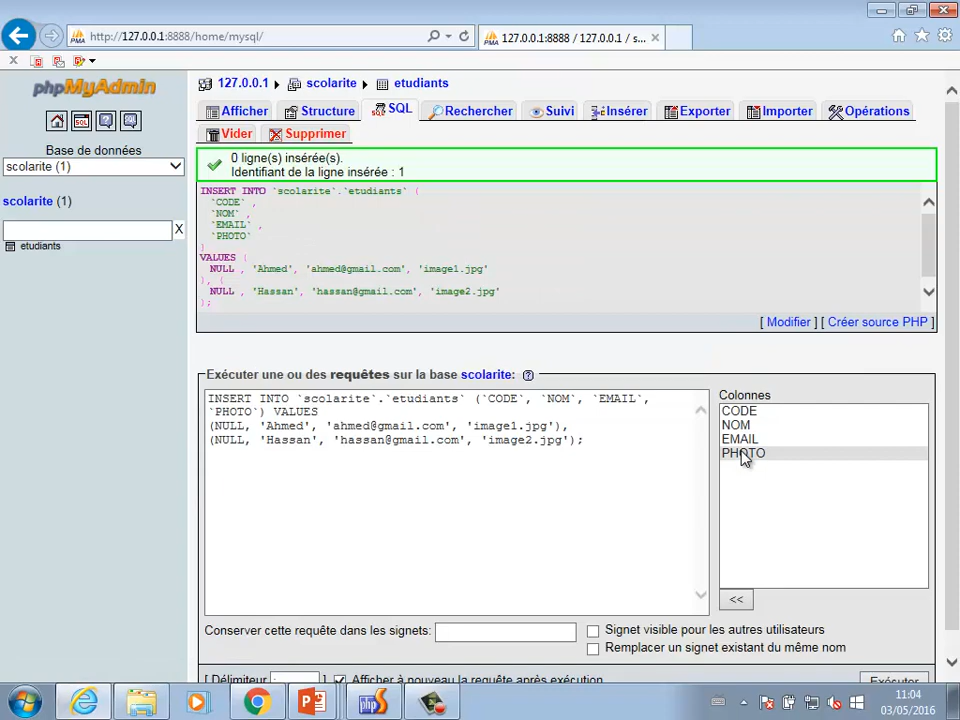 http://127.0.0.1:8888/home/mysql/
127.0.0.1:8888 / 127.0.0.1 / s...
phpMyAdmin
127.0.0.1 scolarite etudiants
Afficher Structure SQL Rechercher Suivi Insérer Exporter Importer Opérations
Vider Supprimer
Base de données
scolarite (1)
scolarite (1)
X
etudiants
0 ligne(s) insérée(s).
Identifiant de la ligne insérée : 1
INSERT INTO `scolarite`.`etudiants` (
`CODE` ,
`NOM` ,
`EMAIL` ,
`PHOTO`
)
VALUES (
NULL , 'Ahmed', 'ahmed@gmail.com', 'image1.jpg'
), (
NULL , 'Hassan', 'hassan@gmail.com', 'image2.jpg'
);
[ Modifier ] [ Créer source PHP ]
Exécuter une ou des requêtes sur la base scolarite:
INSERT INTO `scolarite`.`etudiants` (`CODE`, `NOM`, `EMAIL`,
`PHOTO`) VALUES
(NULL, 'Ahmed', 'ahmed@gmail.com', 'image1.jpg'),
(NULL, 'Hassan', 'hassan@gmail.com', 'image2.jpg');
Colonnes
CODE
NOM
EMAIL
PHOTO
<<
Conserver cette requête dans les signets:
Signet visible pour les autres utilisateurs
Remplacer un signet existant du même nom
[ Délimiteur ; ] Afficher à nouveau la requête après exécution
Exécuter
11:04
03/05/2016